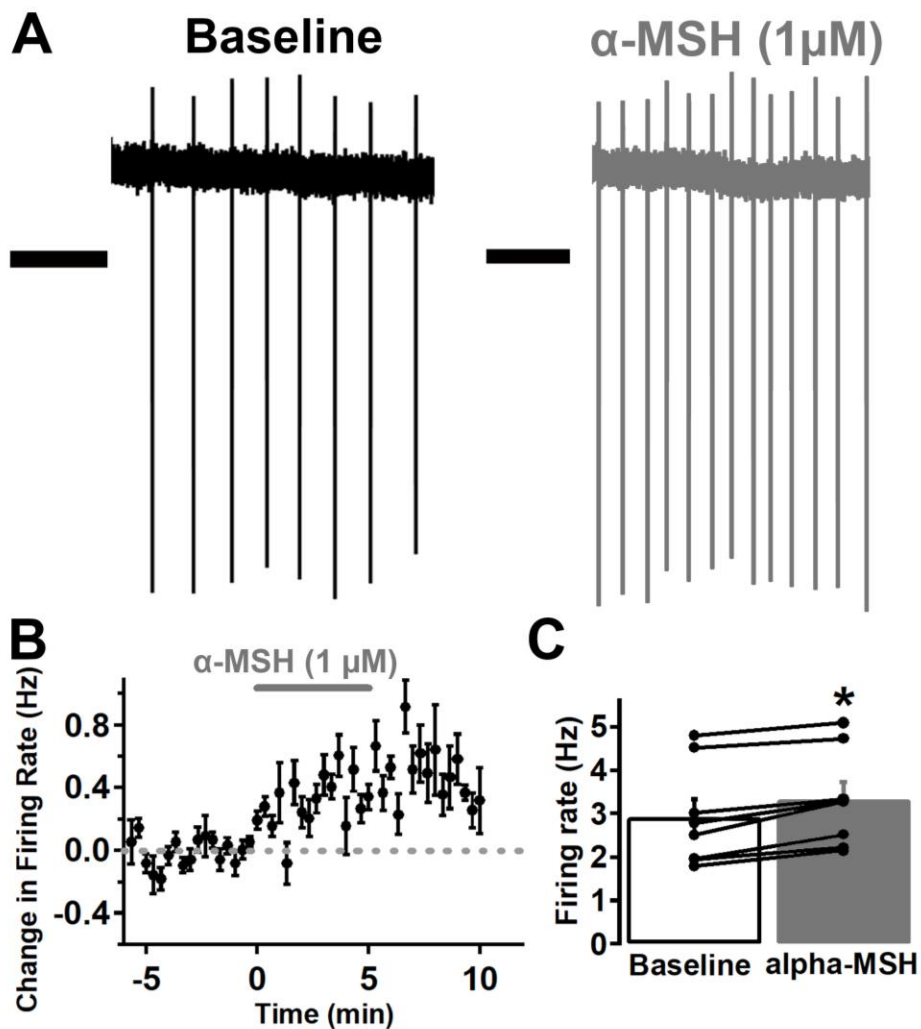 A
Baseline
α-MSH (1µM)
B
α-MSH (1 µM)
Change in Firing Rate (Hz)
0.8
0.4
0.0
-0.4
-5
0
5
10
Time (min)
C
*
Firing rate (Hz)
5
4
3
2
1
0
Baseline
alpha-MSH